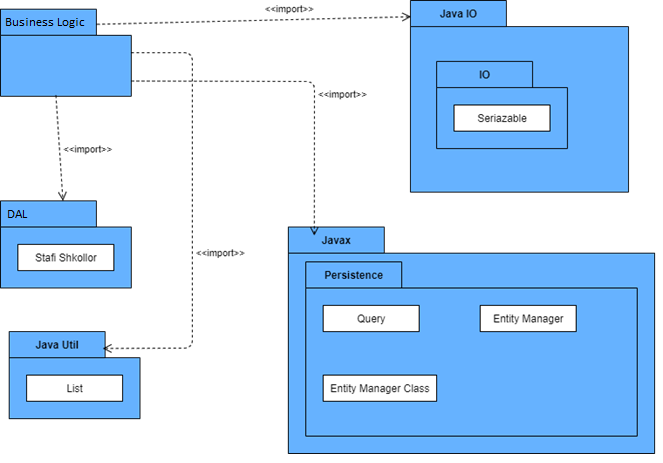 Business Logic
<<import>>
Java IO
IO
Seriazable
<<import>>
<<import>>
DAL
Stafi Shkollor
<<import>>
Javax
Persistence
Query
Entity Manager
Entity Manager Class
Java Util
List